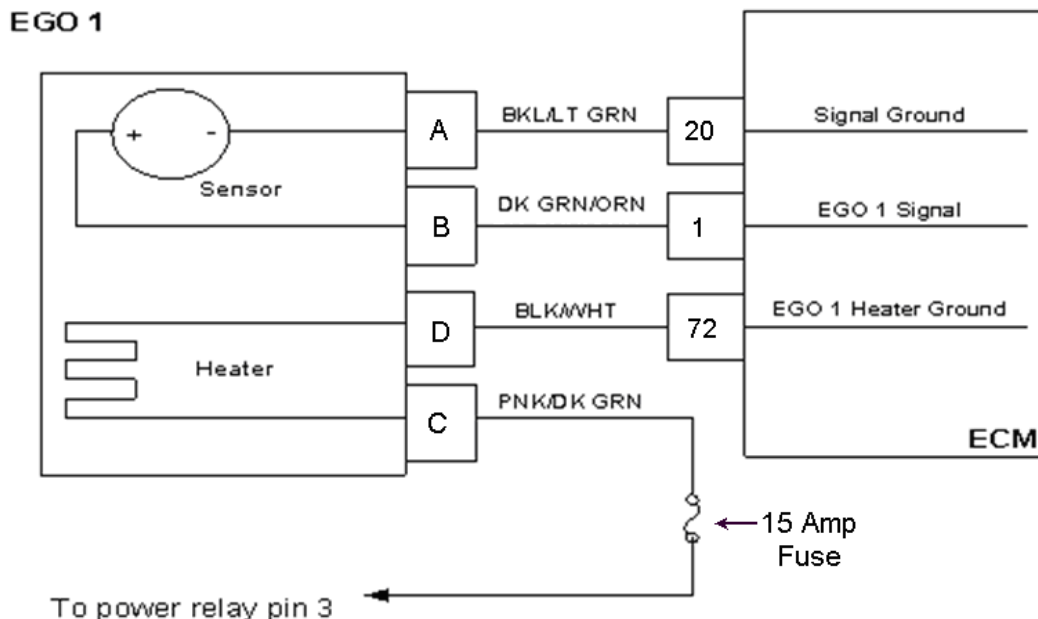 EGO 1
+ -
Sensor
Heater
A
B
D
C
BKL/LT GRN
DK GRN/ORN
BLK/WHT
PNK/DK GRN
20
1
72
Signal Ground
EGO 1 Signal
EGO 1 Heater Ground
ECM
15 Amp
Fuse
To power relay pin 3